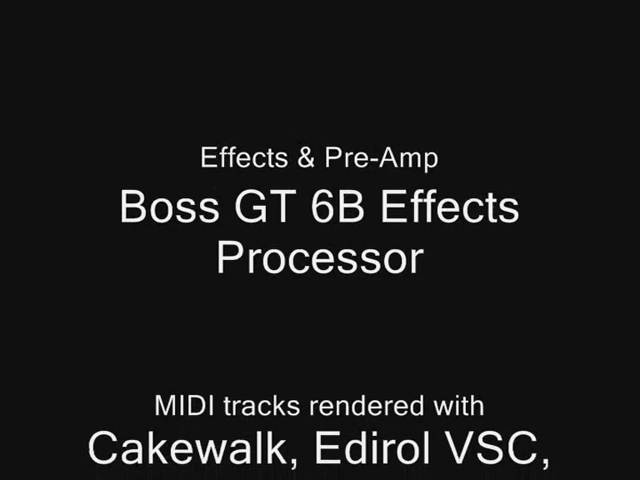 Effects & Pre-Amp
Boss GT 6B Effects
Processor
MIDI tracks rendered with
Cakewalk, Edirol VSC,